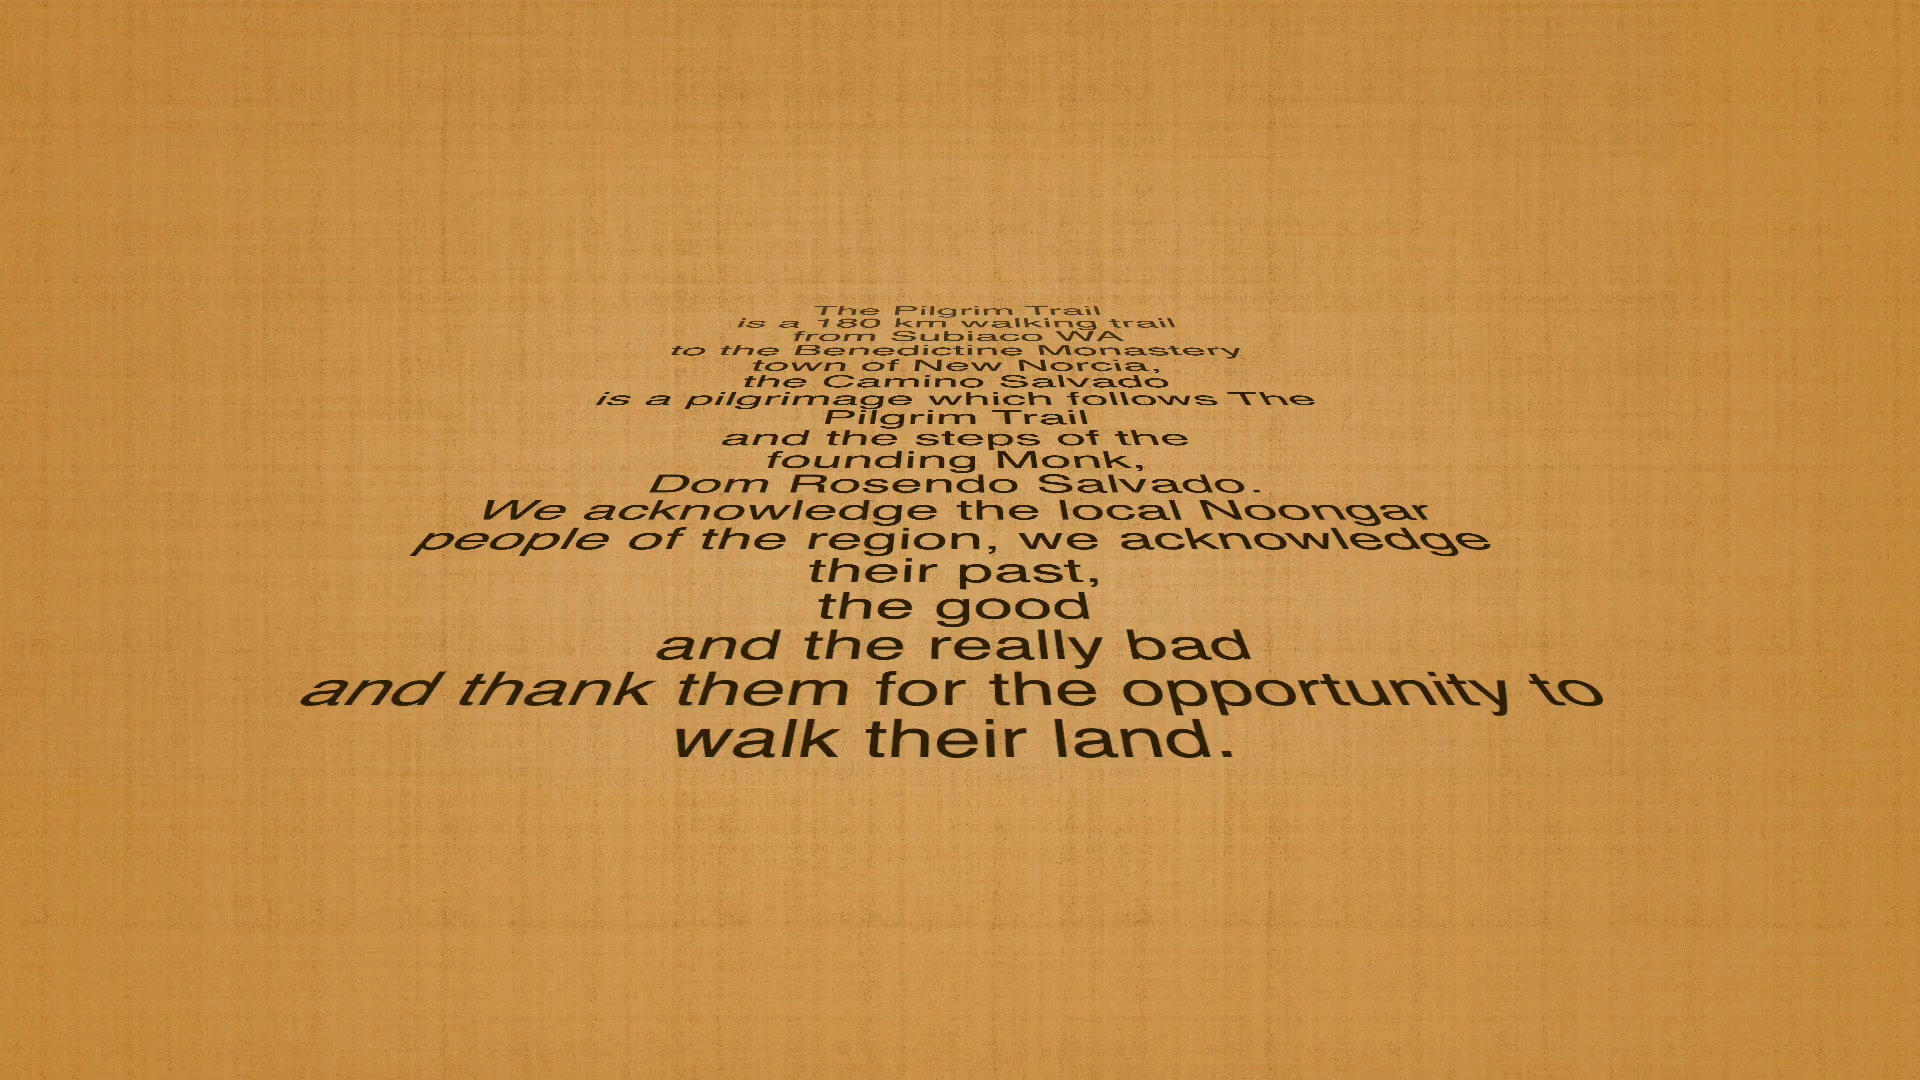 The Pilgrim Trail
is a 180 km walking trail
from Subiaco WA
to the Benedictine Monastery
town of New Norcia,
the Camino Salvado
is a pilgrimage which follows The
Pilgrim Trail
and the steps of the
founding Monk,
Dom Rosendo Salvado.
We acknowledge the local Noongar
people of the region, we acknowledge
their past,
the good
and the really bad
and thank them for the opportunity to
walk their land.